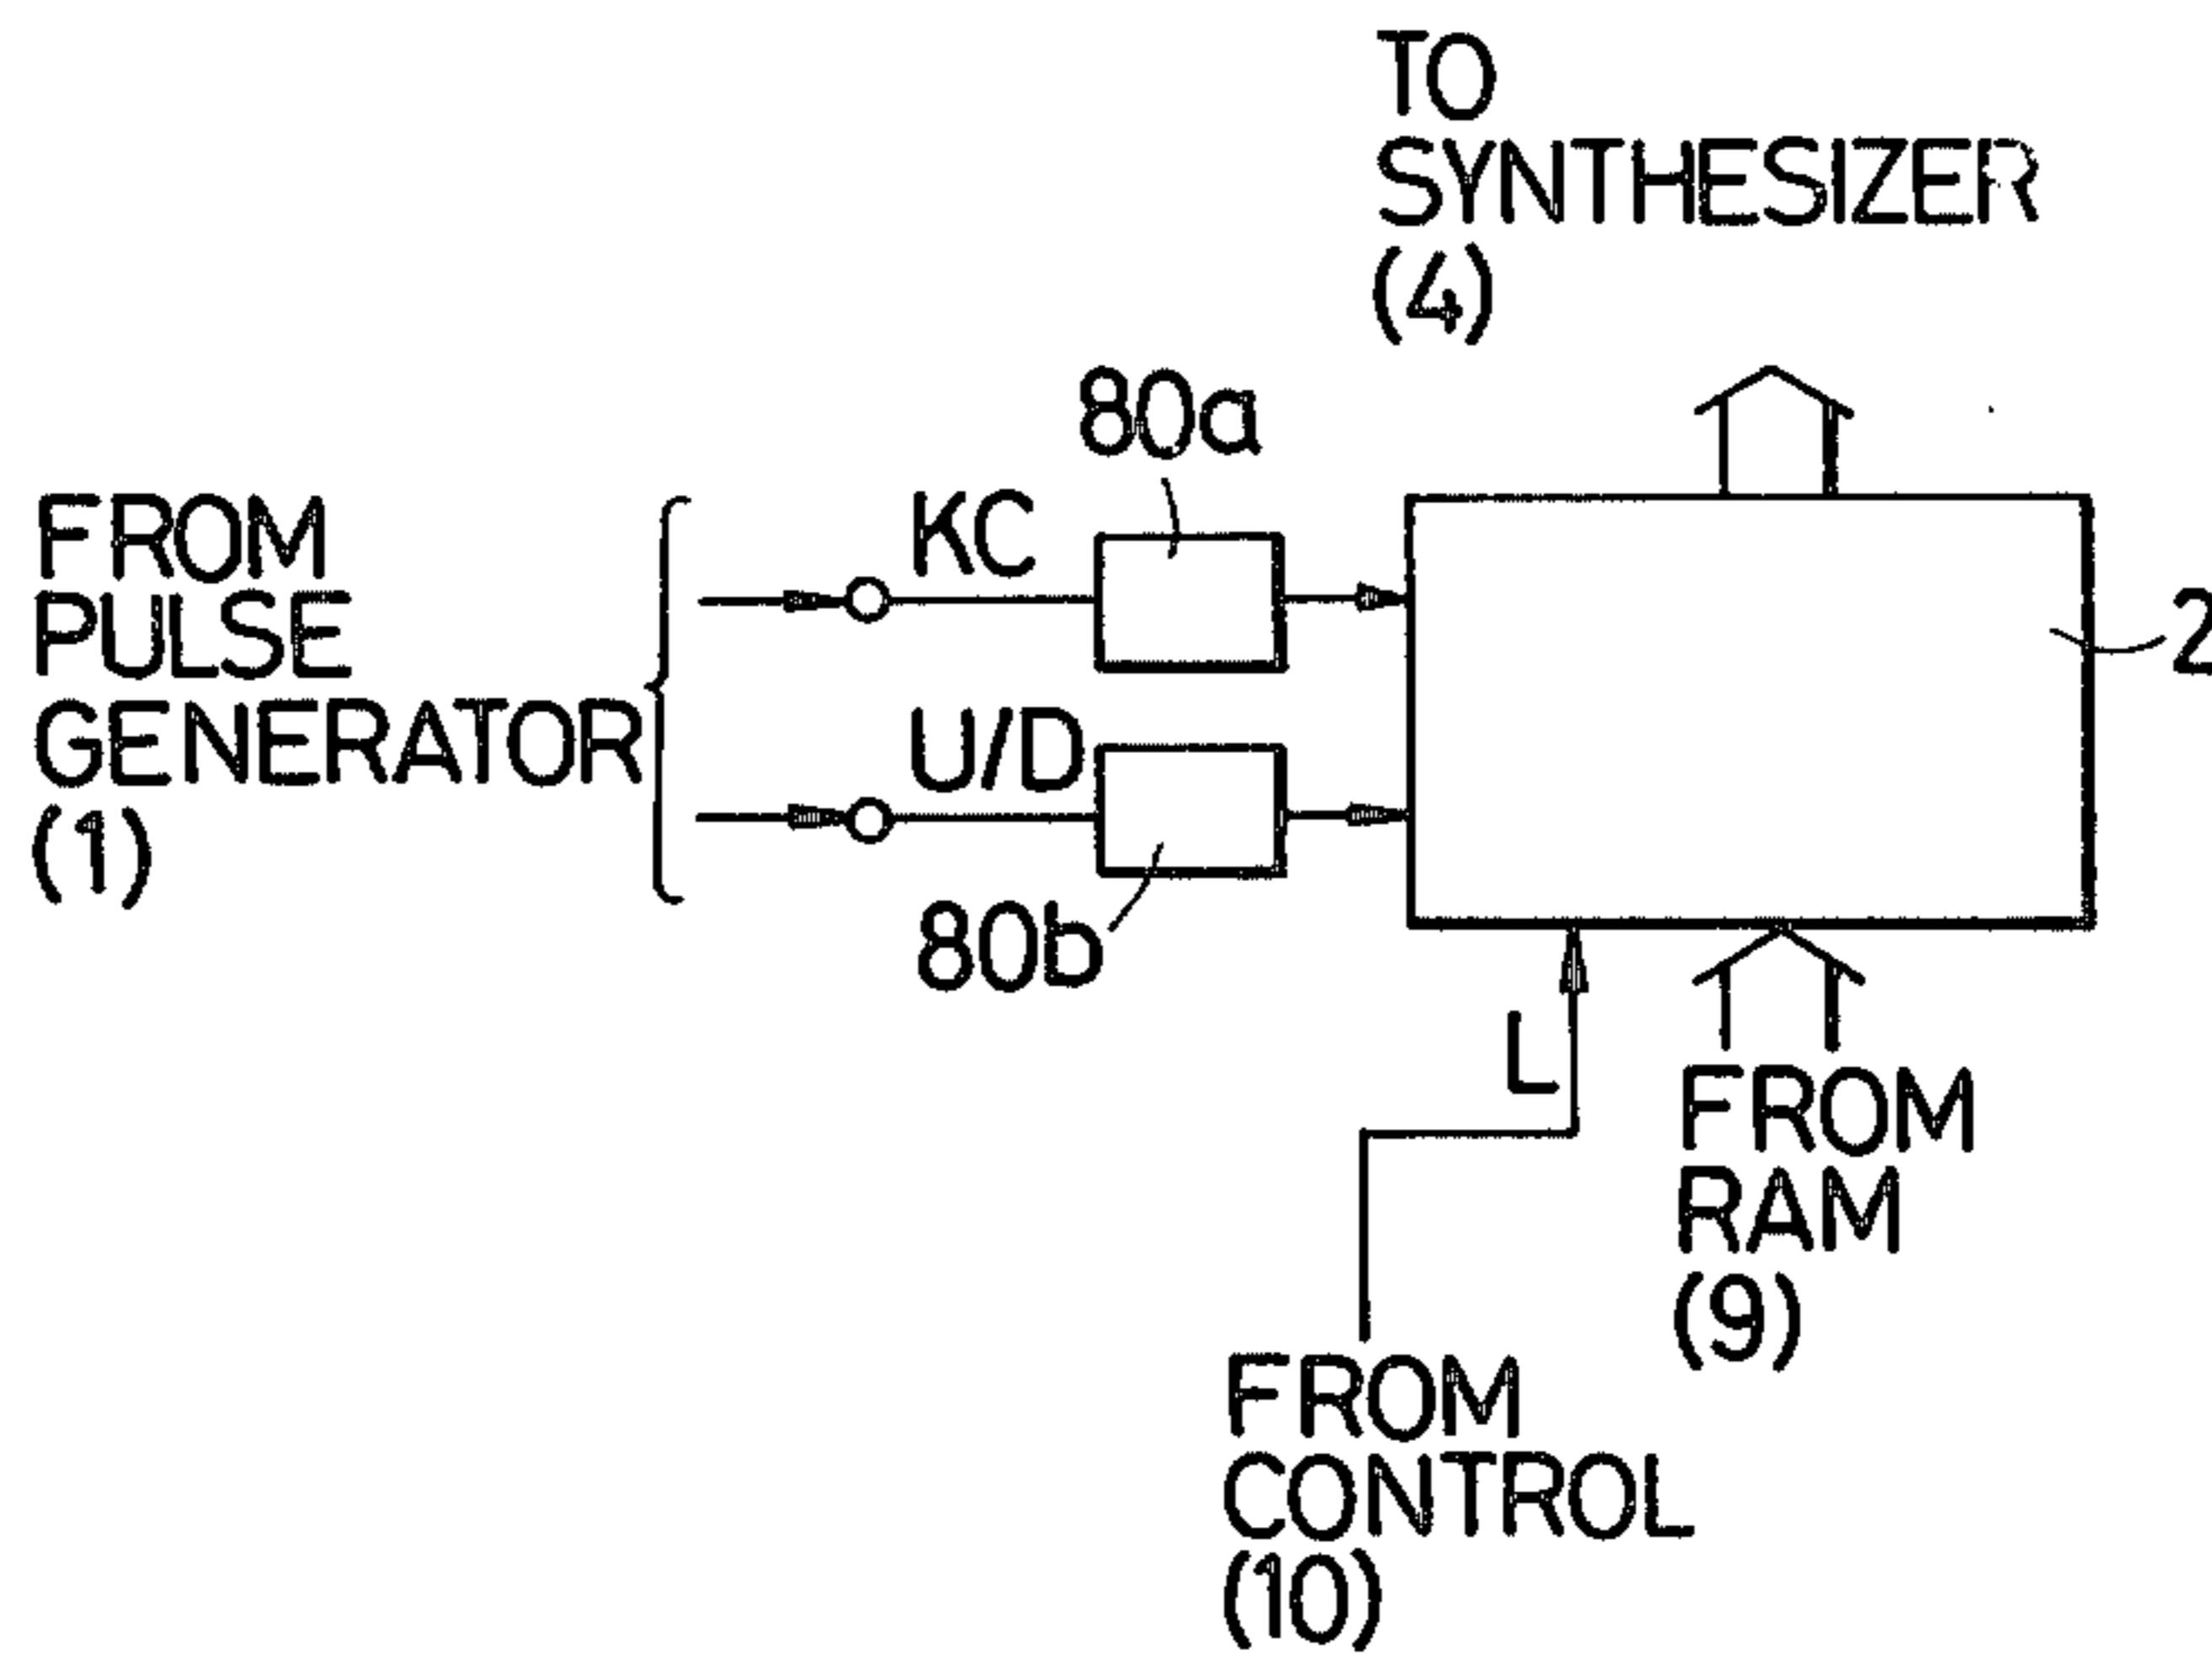 TO
SYNTHESIZER
(4)
80a
KC
FROM
PULSE
GENERATOR
(1)
U/D
80b
2
L
FROM
RAM
(9)
FROM
CONTROL
(10)